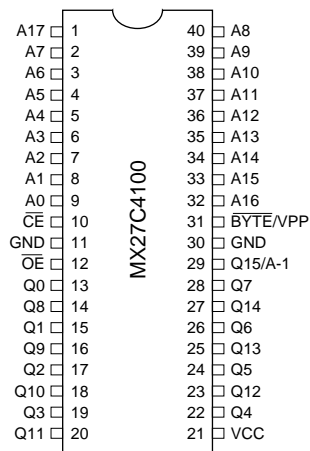 A17 1 40 A8
A7 2 39 A9
A6 3 38 A10
A5 4 37 A11
A4 5 36 A12
A3 6 35 A13
A2 7 34 A14
A1 8 33 A15
A0 9 32 A16
C̅E̅ 10 31 B̅Y̅T̅E̅/VPP
GND 11 30 GND
O̅E̅ 12 29 Q15/A-1
Q0 13 28 Q7
Q8 14 27 Q14
Q1 15 26 Q6
Q9 16 25 Q13
Q2 17 24 Q5
Q10 18 23 Q12
Q3 19 22 Q4
Q11 20 21 VCC
MX27C4100